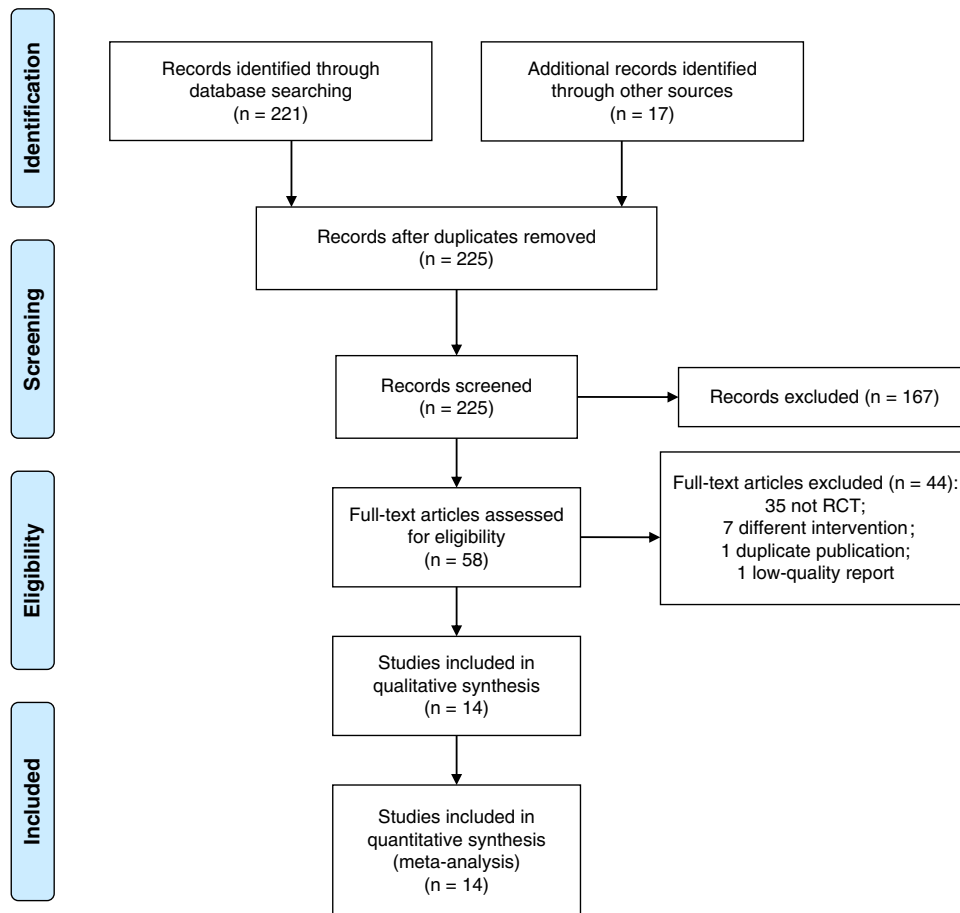 Identification
Records identified through
database searching
(n = 221)
Additional records identified
through other sources
(n = 17)
Records after duplicates removed
(n = 225)
Screening
Records screened
(n = 225)
Records excluded (n = 167)
Eligibility
Full-text articles assessed
for eligibility
(n = 58)
Full-text articles excluded (n = 44):
35 not RCT;
7 different intervention;
1 duplicate publication;
1 low-quality report
Studies included in
qualitative synthesis
(n = 14)
Included
Studies included in
quantitative synthesis
(meta-analysis)
(n = 14)